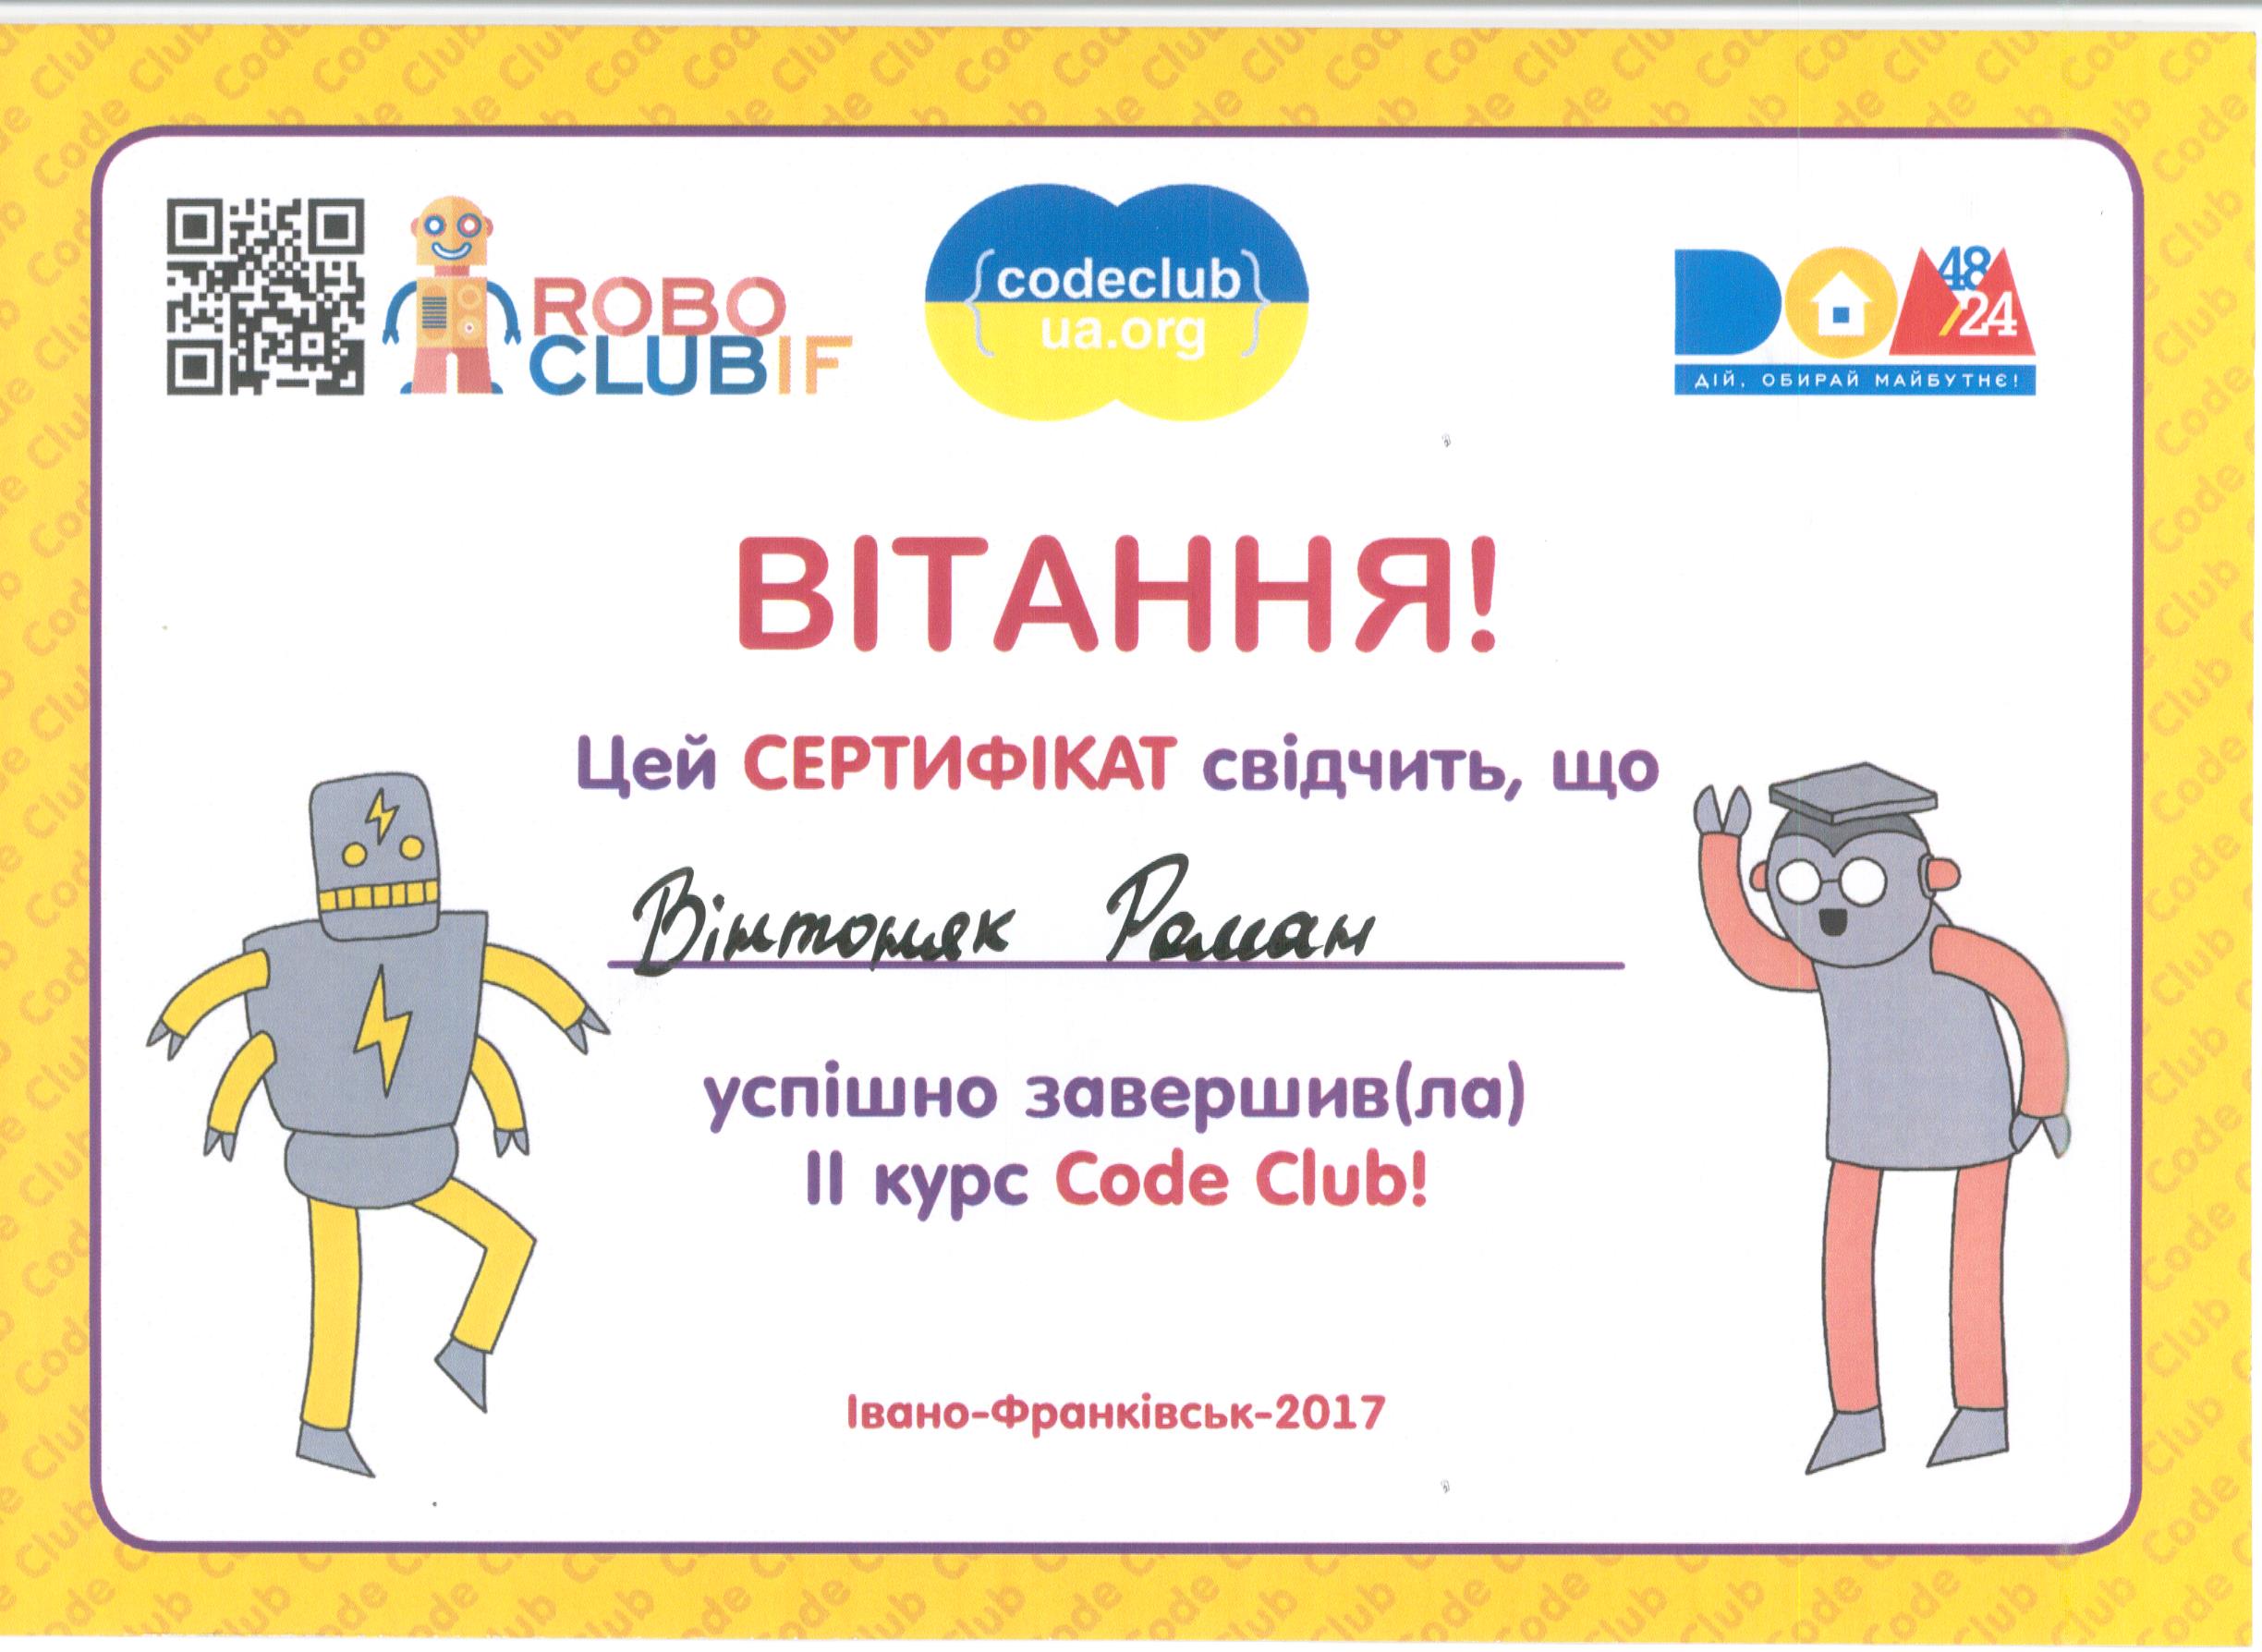 ROBO
CLUBIF
{codeclub}
ua.org
DOM
48
24
ДІЙ, ОБИРАЙ МАЙБУТНЄ!
ВІТАННЯ!
Цей СЕРТИФІКАТ свідчить, що
Вінтоняк Роман
успішно завершив(ла)
II курс Code Club!
Івано-Франківськ-2017